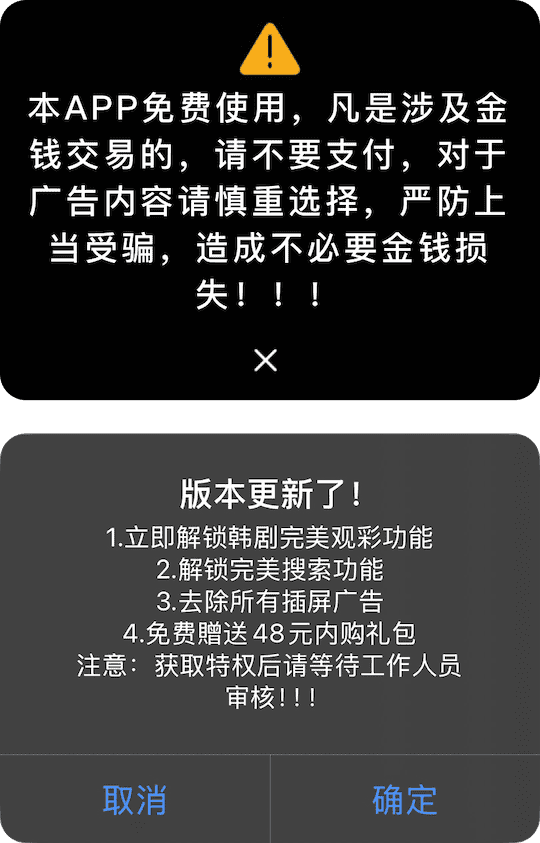 本APP免费使用，凡是涉及金
钱交易的，请不要支付，对于
广告内容请慎重选择，严防上
当受骗，造成不必要金钱损
失！！！
版本更新了!
1.立即解锁韩剧完美观彩功能
2.解锁完美搜索功能
3.去除所有插屏广告
4.免费贈送48元内购礼包
注意：获取特权后请等待工作人员
审核!!!
取消
确定